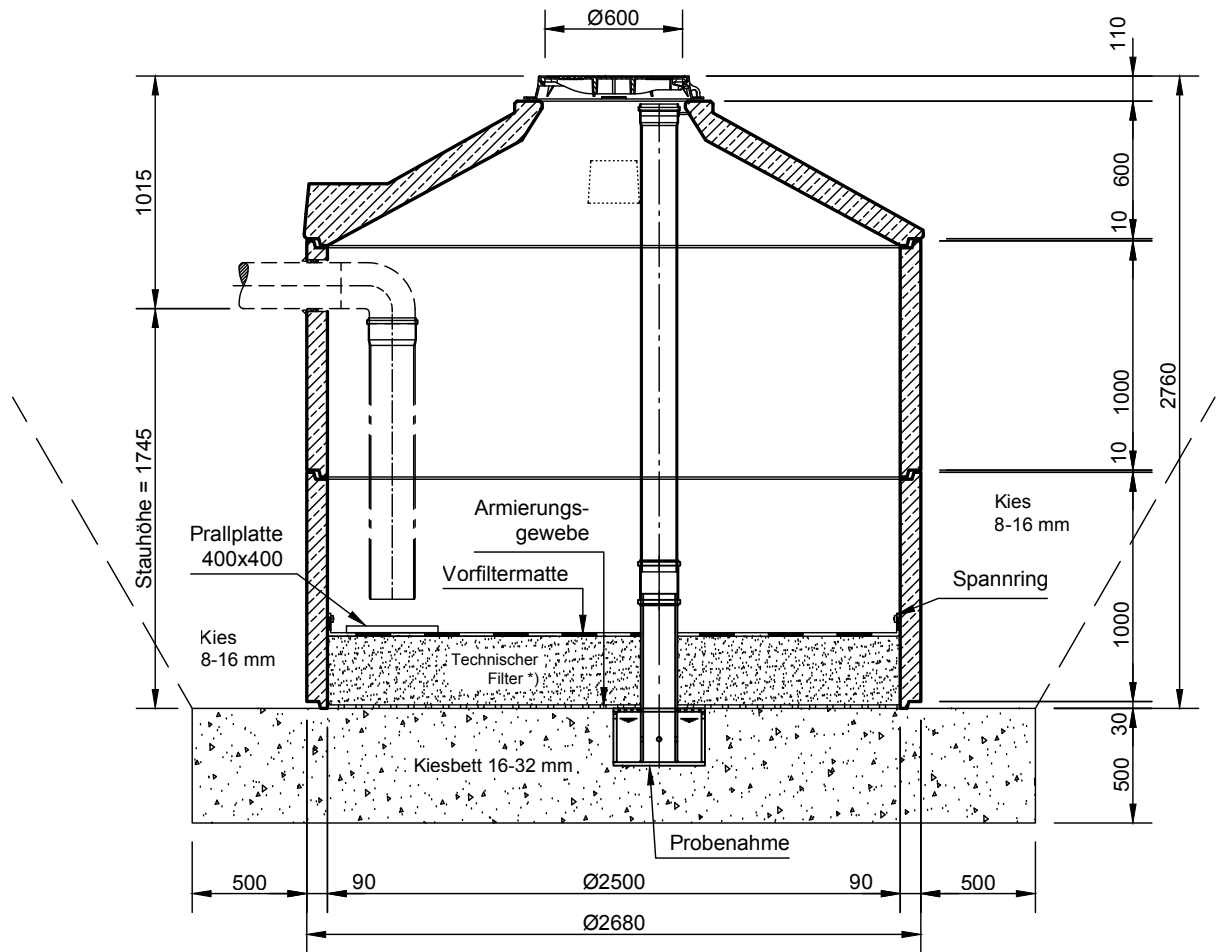 Ø600
110
1015
600
10
1000
2760
10
Stauhöhe = 1745
Armierungs-
gewebe
Kies
8-16 mm
Prallplatte
400x400
Vorfiltermatte
Spannring
1000
Kies
8-16 mm
Technischer
Filter *)
30
Kiesbett 16-32 mm
500
Probenahme
500
90
Ø2500
90
500
Ø2680